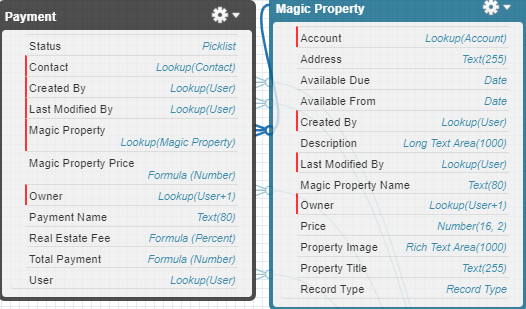 Payment
Status Picklist
Contact Lookup(Contact)
Created By Lookup(User)
Last Modified By Lookup(User)
Magic Property
Lookup(Magic Property)
Magic Property Price
Formula (Number)
Owner Lookup(User+1)
Payment Name Text(80)
Real Estate Fee Formula (Percent)
Total Payment Formula (Number)
User Lookup(User)
Magic Property
Account Lookup(Account)
Address Text(255)
Available Due Date
Available From Date
Created By Lookup(User)
Description Long Text Area(1000)
Last Modified By Lookup(User)
Magic Property Name Text(80)
Owner Lookup(User+1)
Price Number(16, 2)
Property Image Rich Text Area(1000)
Property Title Text(255)
Record Type Record Type